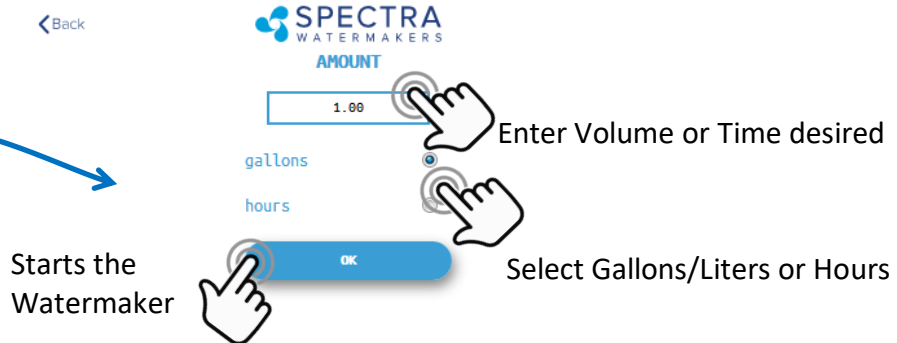 Back
SPECTRA
WATERMAKERS
AMOUNT
1.00
Enter Volume or Time desired
gallons
hours
Select Gallons/Liters or Hours
OK
Starts the
Watermaker